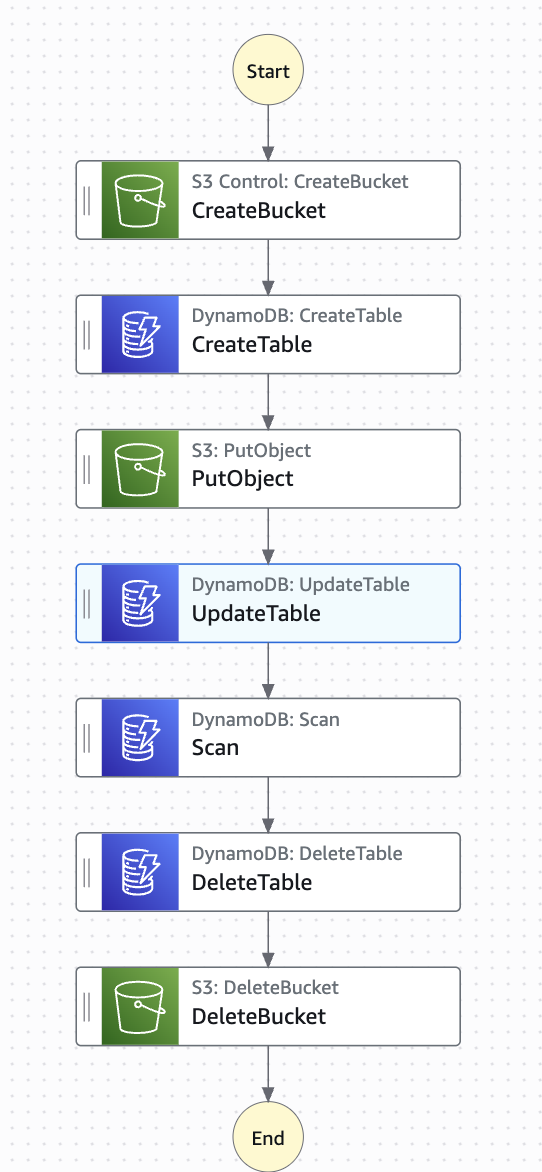 Start
S3 Control: CreateBucket
CreateBucket
DynamoDB: CreateTable
CreateTable
S3: PutObject
PutObject
DynamoDB: UpdateTable
UpdateTable
DynamoDB: Scan
Scan
DynamoDB: DeleteTable
DeleteTable
S3: DeleteBucket
DeleteBucket
End